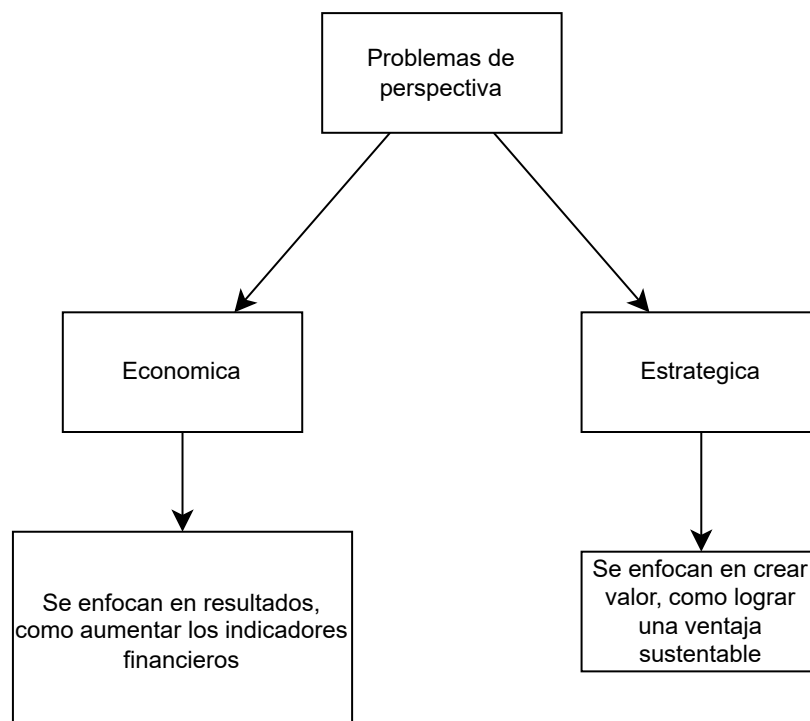 Problemas de
perspectiva
Economica
Estrategica
Se enfocan en resultados,
como aumentar los indicadores
financieros
Se enfocan en crear
valor, como lograr
una ventaja
sustentable